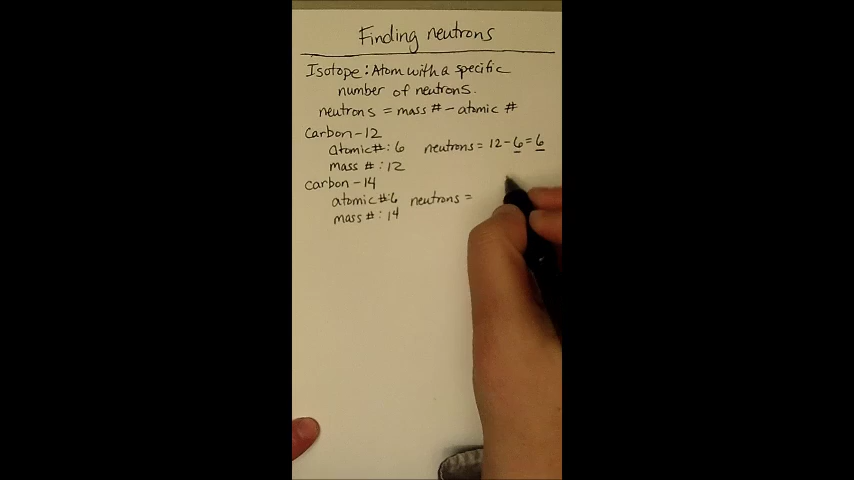 Finding neutrons
Isotope: Atom with a specific
number of neutrons.
neutrons = mass # - atomic #
Carbon-12
atomic #: 6 neutrons = 12 - 6 = 6
mass #: 12
Carbon-14
atomic #: 6 neutrons =
mass #: 14